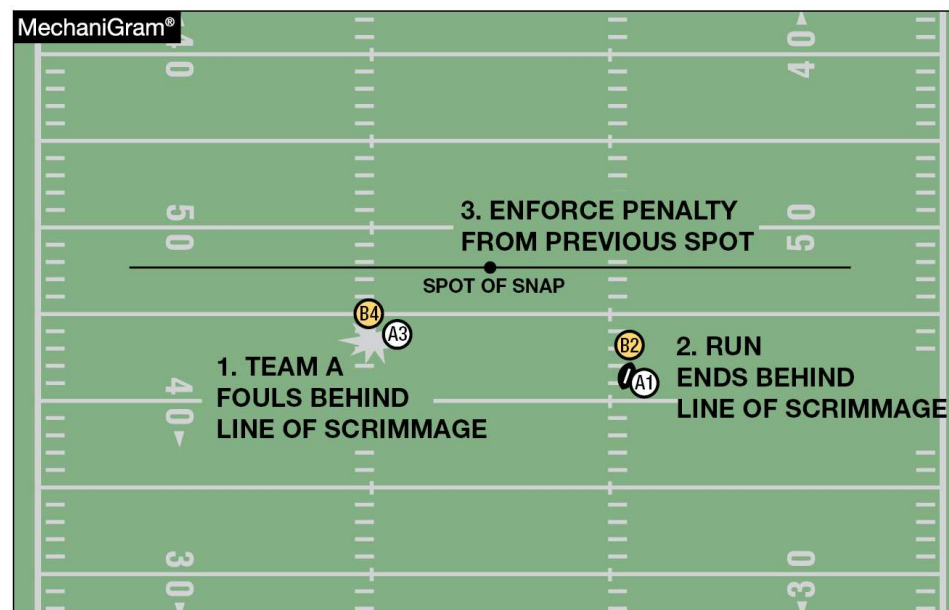 MechaniGram®
40
40
50
50
3. ENFORCE PENALTY
FROM PREVIOUS SPOT
SPOT OF SNAP
B4
A3
B2
A1
1. TEAM A
FOULS BEHIND
LINE OF SCRIMMAGE
2. RUN
ENDS BEHIND
LINE OF SCRIMMAGE
40
30
30